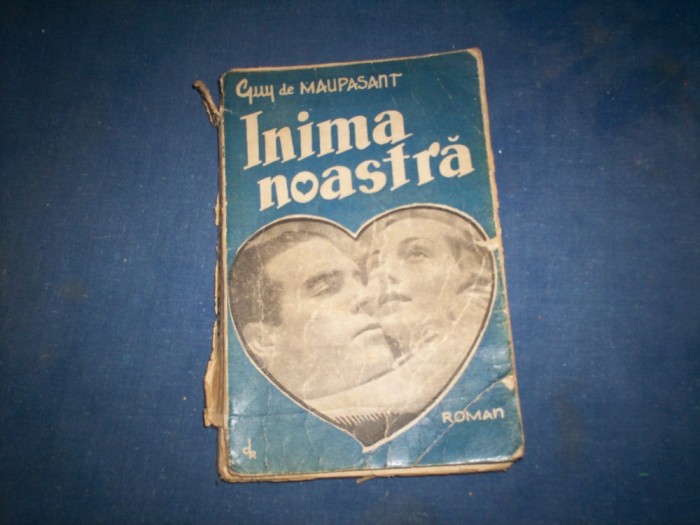 Guy de MAUPASANT
Inima
noastră
ROMAN